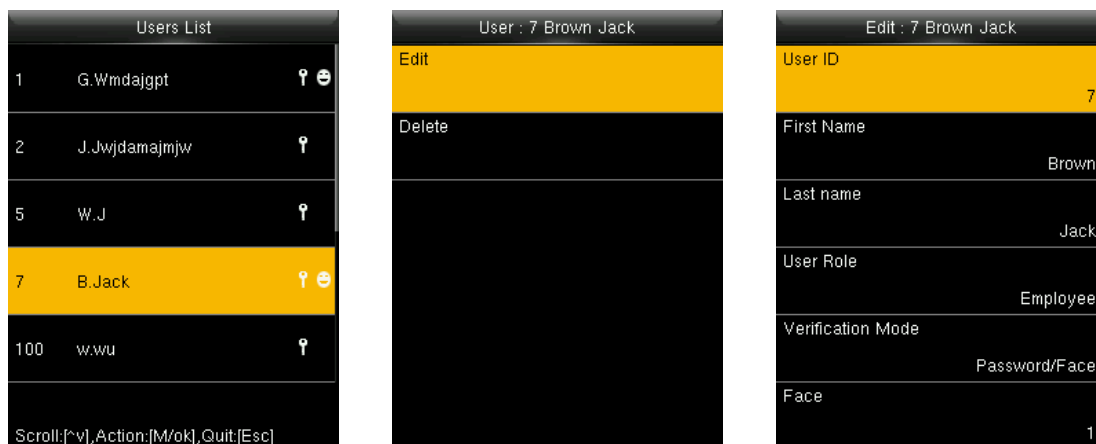 Users List
1 G.Wmdajgpt
2 J.Jwjdamajmjw
5 W.J
7 B.Jack
100 w.wu
Scroll:[^v],Action:[M/ok],Quit:[Esc]
User : 7 Brown Jack
Edit
Delete
Edit : 7 Brown Jack
User ID
7
First Name
Brown
Last name
Jack
User Role
Employee
Verification Mode
Password/Face
Face
1